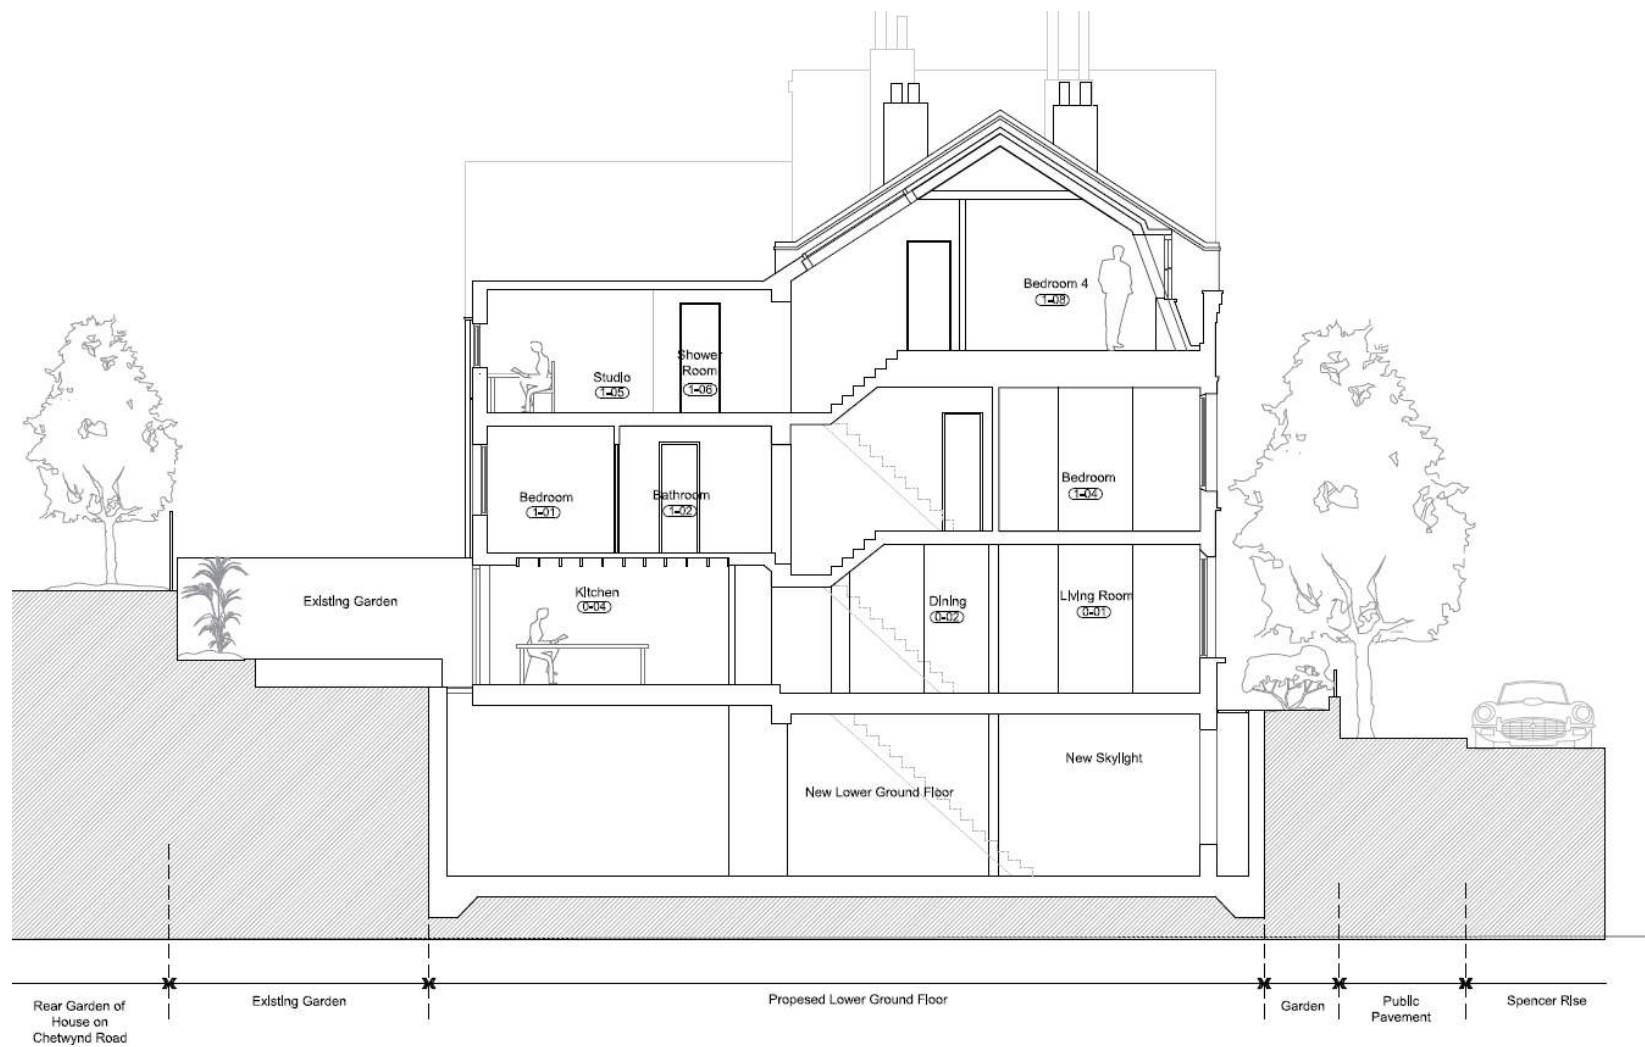 Bedroom 4
1-08
Shower
Room
1-06
Studio
1-05
Bedroom
1-01
Bathroom
1-02
Bedroom
1-04
Existing Garden
Kitchen
0-04
Dining
0-02
Living Room
0-01
New Skylight
New Lower Ground Floor
Rear Garden of
House on
Chetwynd Road
Existing Garden
Propesed Lower Ground Floor
Garden
Public
Pavement
Spencer Rise